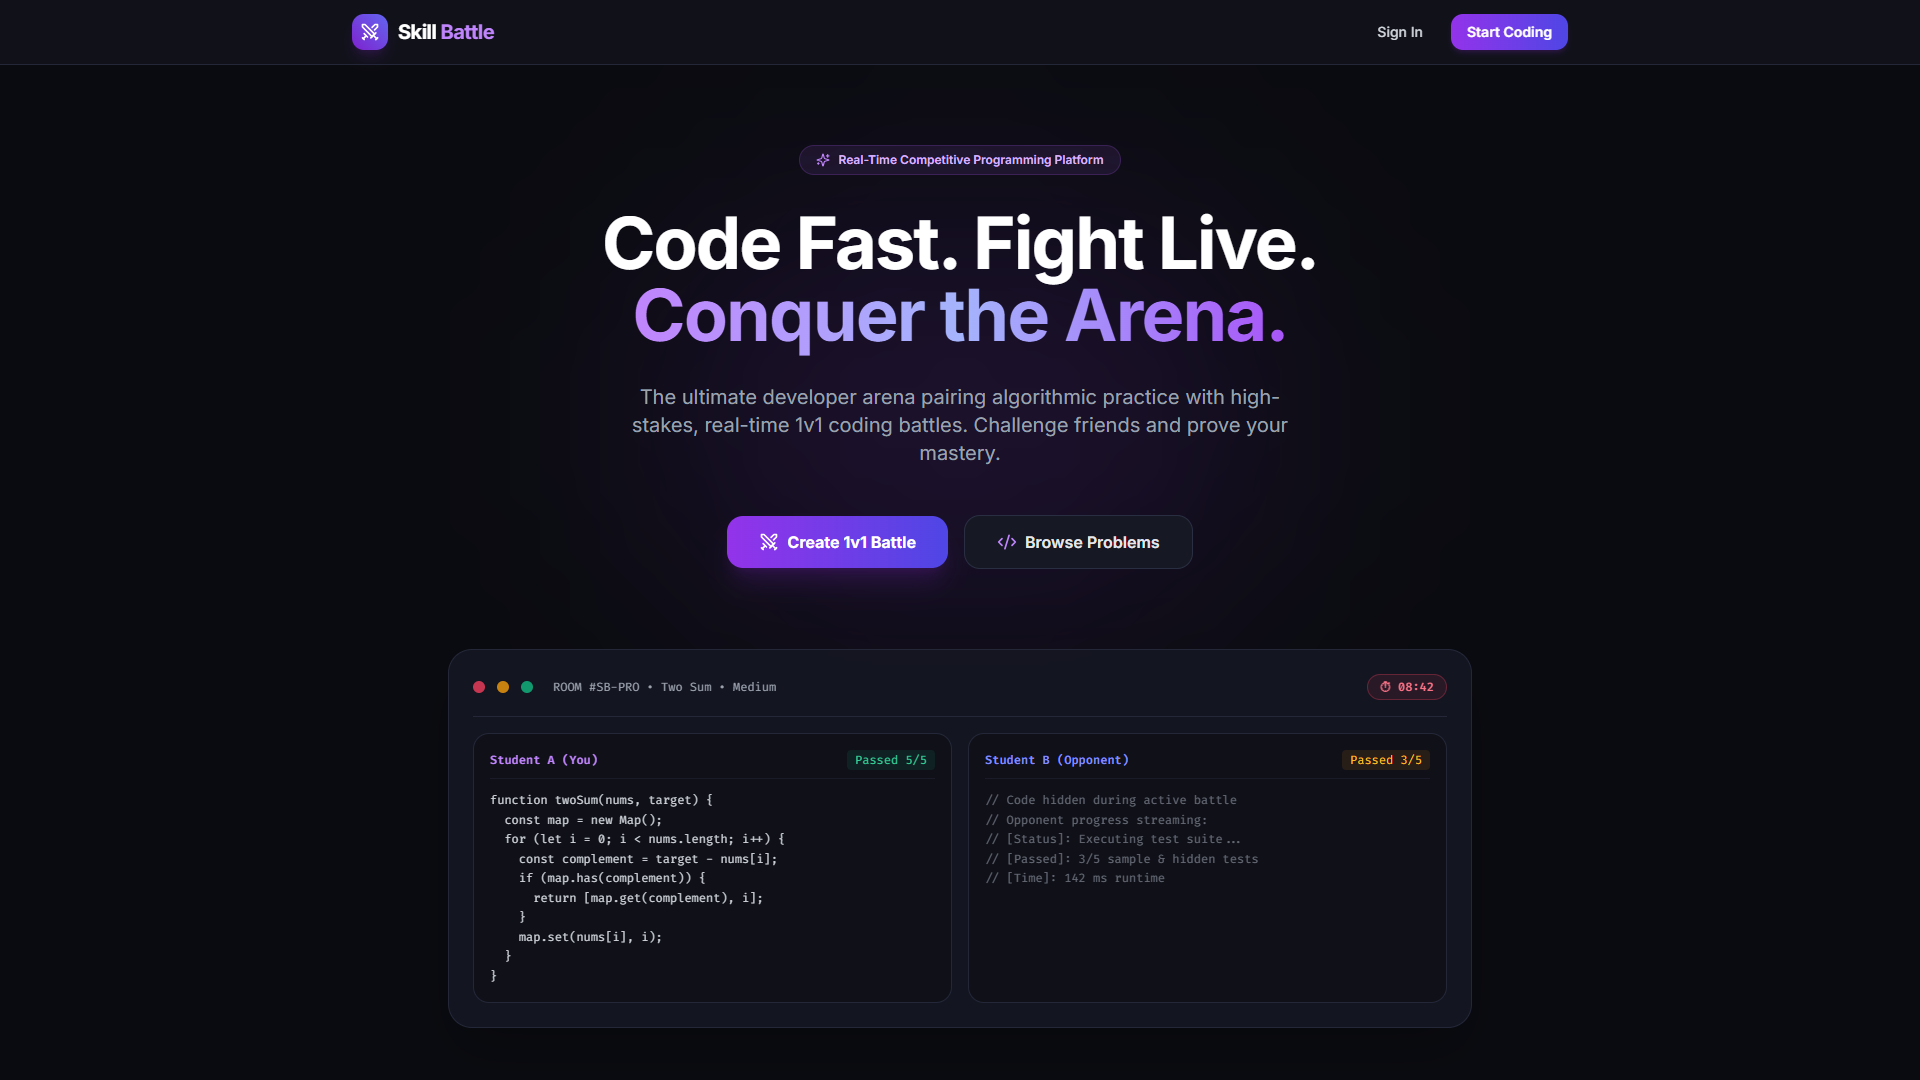 Skill Battle
Sign In
Start Coding
Real-Time Competitive Programming Platform
Code Fast. Fight Live.
Conquer the Arena.
The ultimate developer arena pairing algorithmic practice with high-
stakes, real-time 1v1 coding battles. Challenge friends and prove your
mastery.
Create 1v1 Battle
</> Browse Problems
ROOM #SB-PRO • Two Sum • Medium
08:42
Student A (You)
Passed 5/5
function twoSum(nums, target) {
  const map = new Map();
  for (let i = 0; i < nums.length; i++) {
    const complement = target - nums[i];
    if (map.has(complement)) {
      return [map.get(complement), i];
    }
    map.set(nums[i], i);
  }
}
Student B (Opponent)
Passed 3/5
// Code hidden during active battle
// Opponent progress streaming:
// [Status]: Executing test suite...
// [Passed]: 3/5 sample & hidden tests
// [Time]: 142 ms runtime